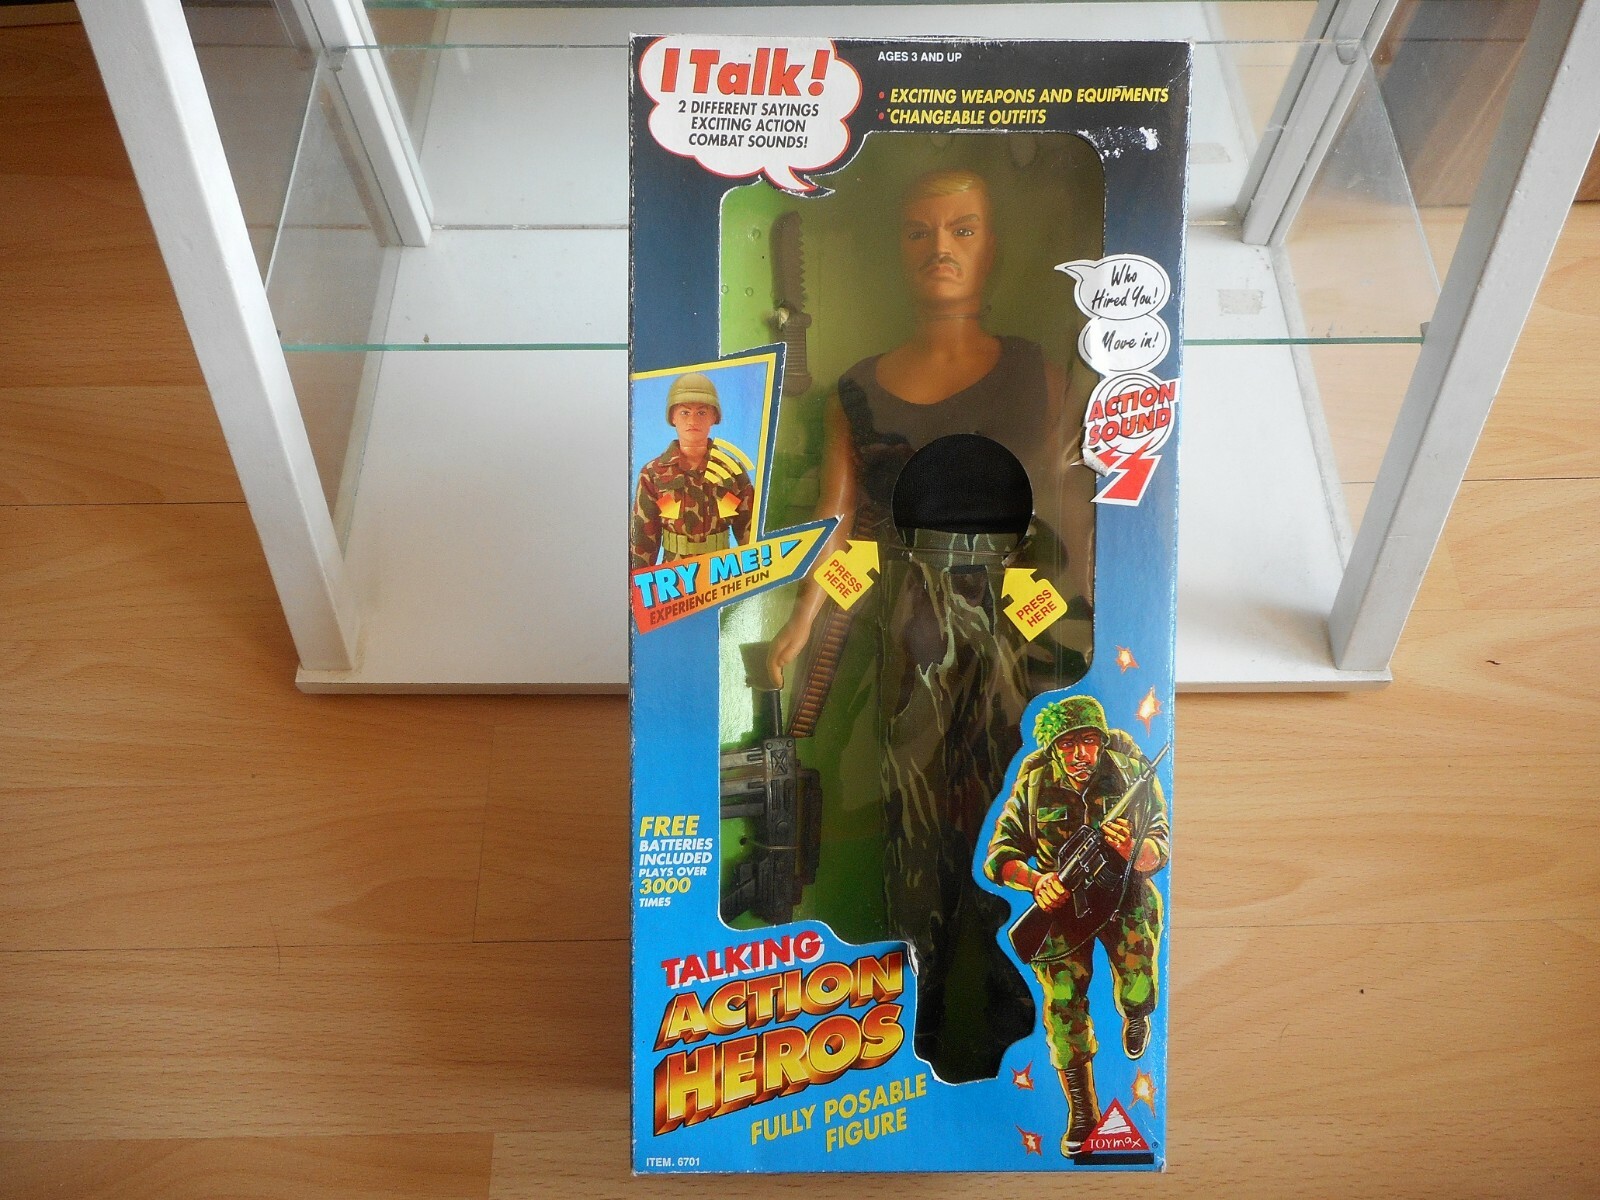 I Talk!
2 DIFFERENT SAYINGS
EXCITING ACTION
COMBAT SOUNDS!
AGES 3 AND UP
• EXCITING WEAPONS AND EQUIPMENTS
• CHANGEABLE OUTFITS
Who
Hired You!
Move in!
ACTION
SOUND
TRY ME!
EXPERIENCE THE FUN
PRESS
HERE
PRESS
HERE
FREE
BATTERIES
INCLUDED
PLAYS OVER
3000
TIMES
TALKING
ACTION
HEROS
FULLY POSABLE
FIGURE
TOYmax
ITEM. 6701